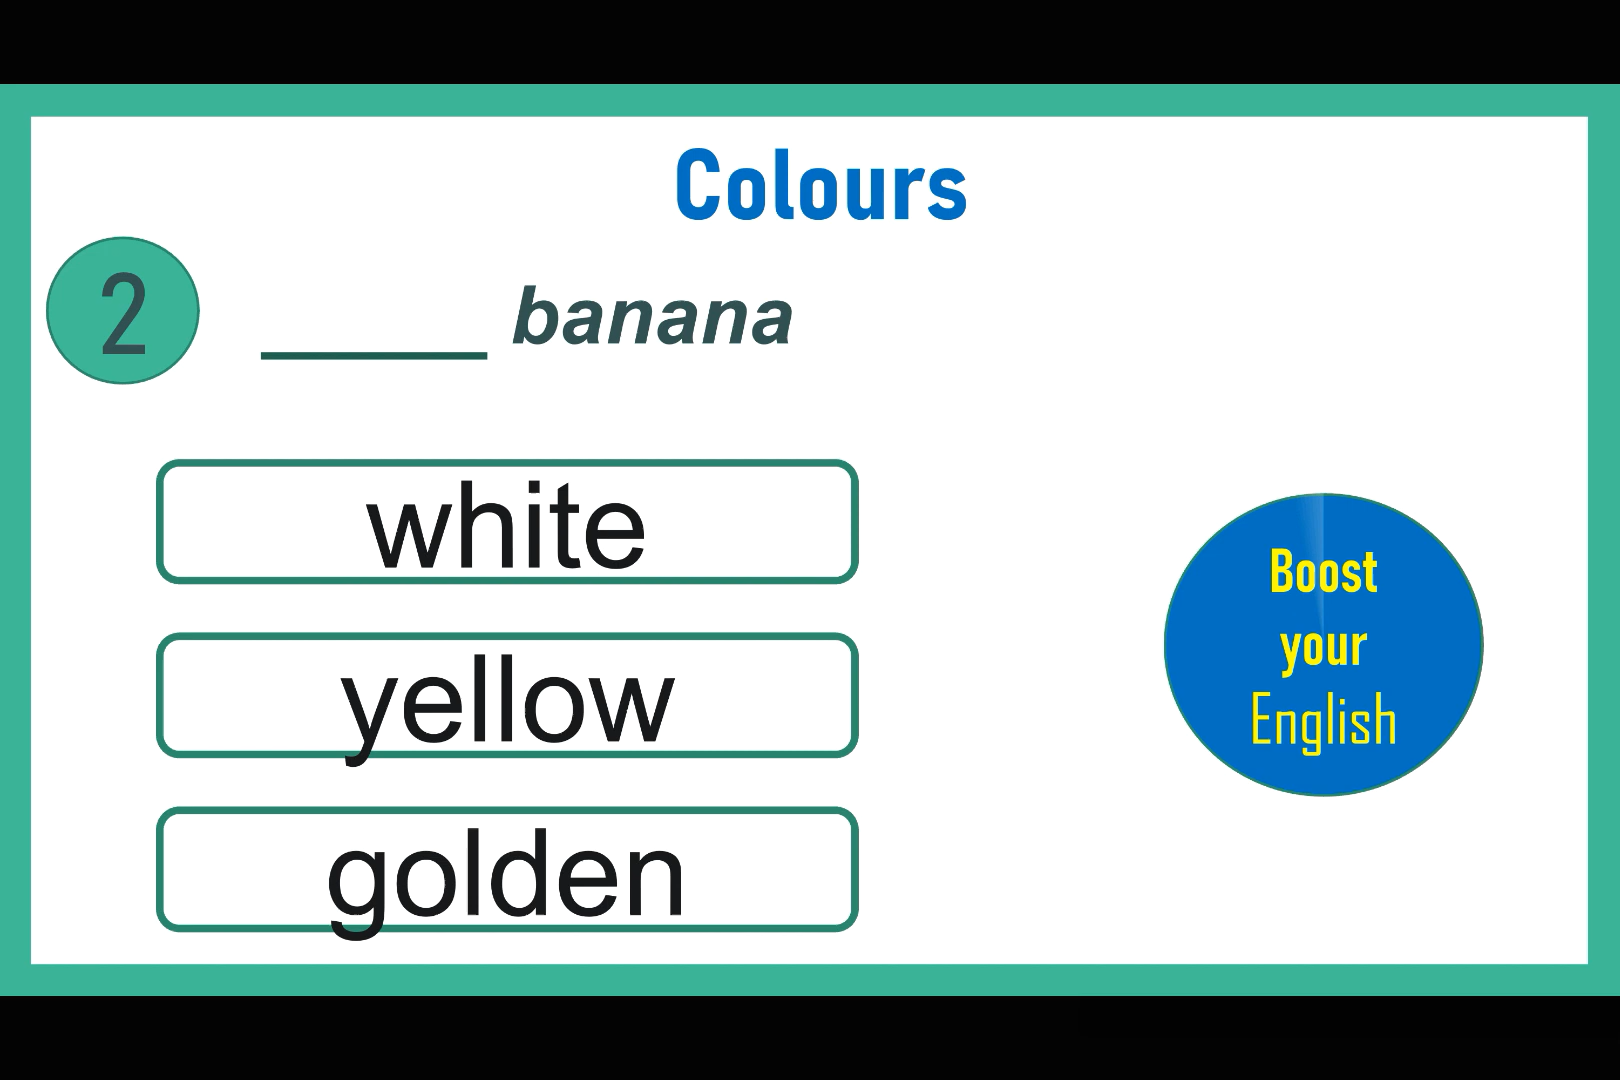 Colours
2
_____ banana
white
yellow
golden
Boost
your
English